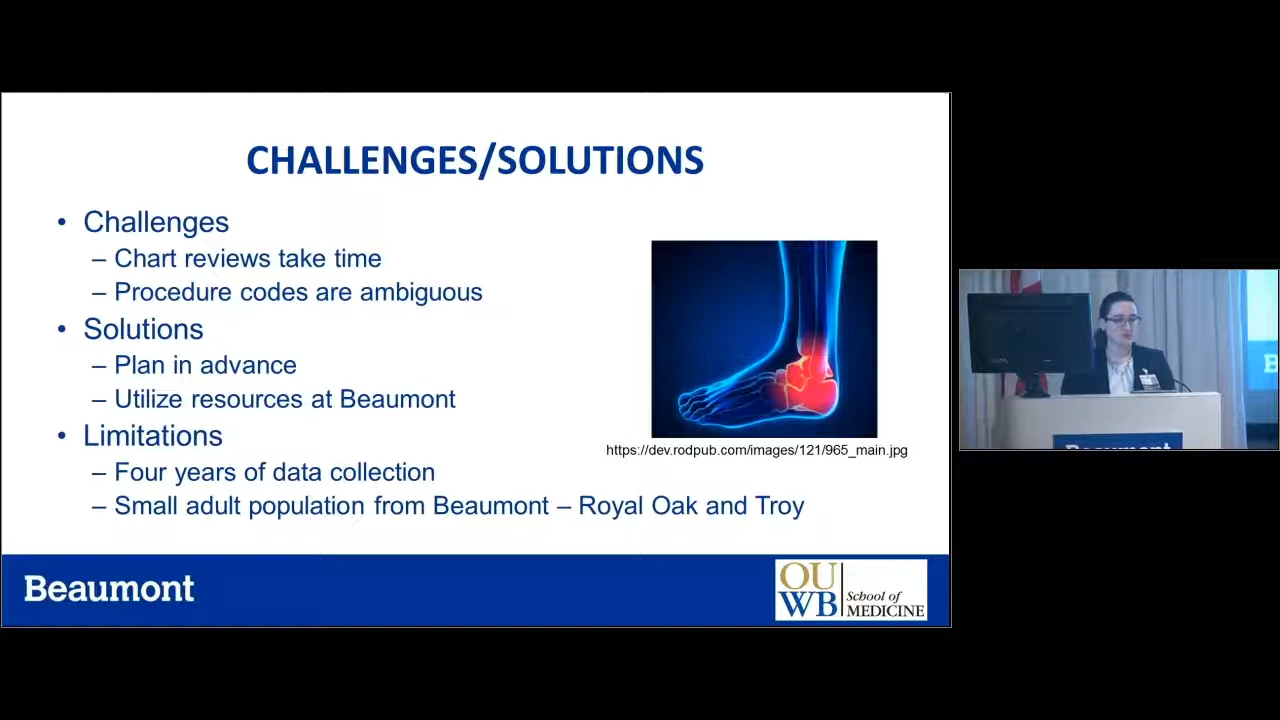 CHALLENGES/SOLUTIONS
• Challenges
– Chart reviews take time
– Procedure codes are ambiguous
• Solutions
– Plan in advance
– Utilize resources at Beaumont
• Limitations
– Four years of data collection
– Small adult population from Beaumont – Royal Oak and Troy
https://dev.rodpub.com/images/121/965_main.jpg
Beaumont
OU
WB
School of
MEDICINE
Beaumont
B